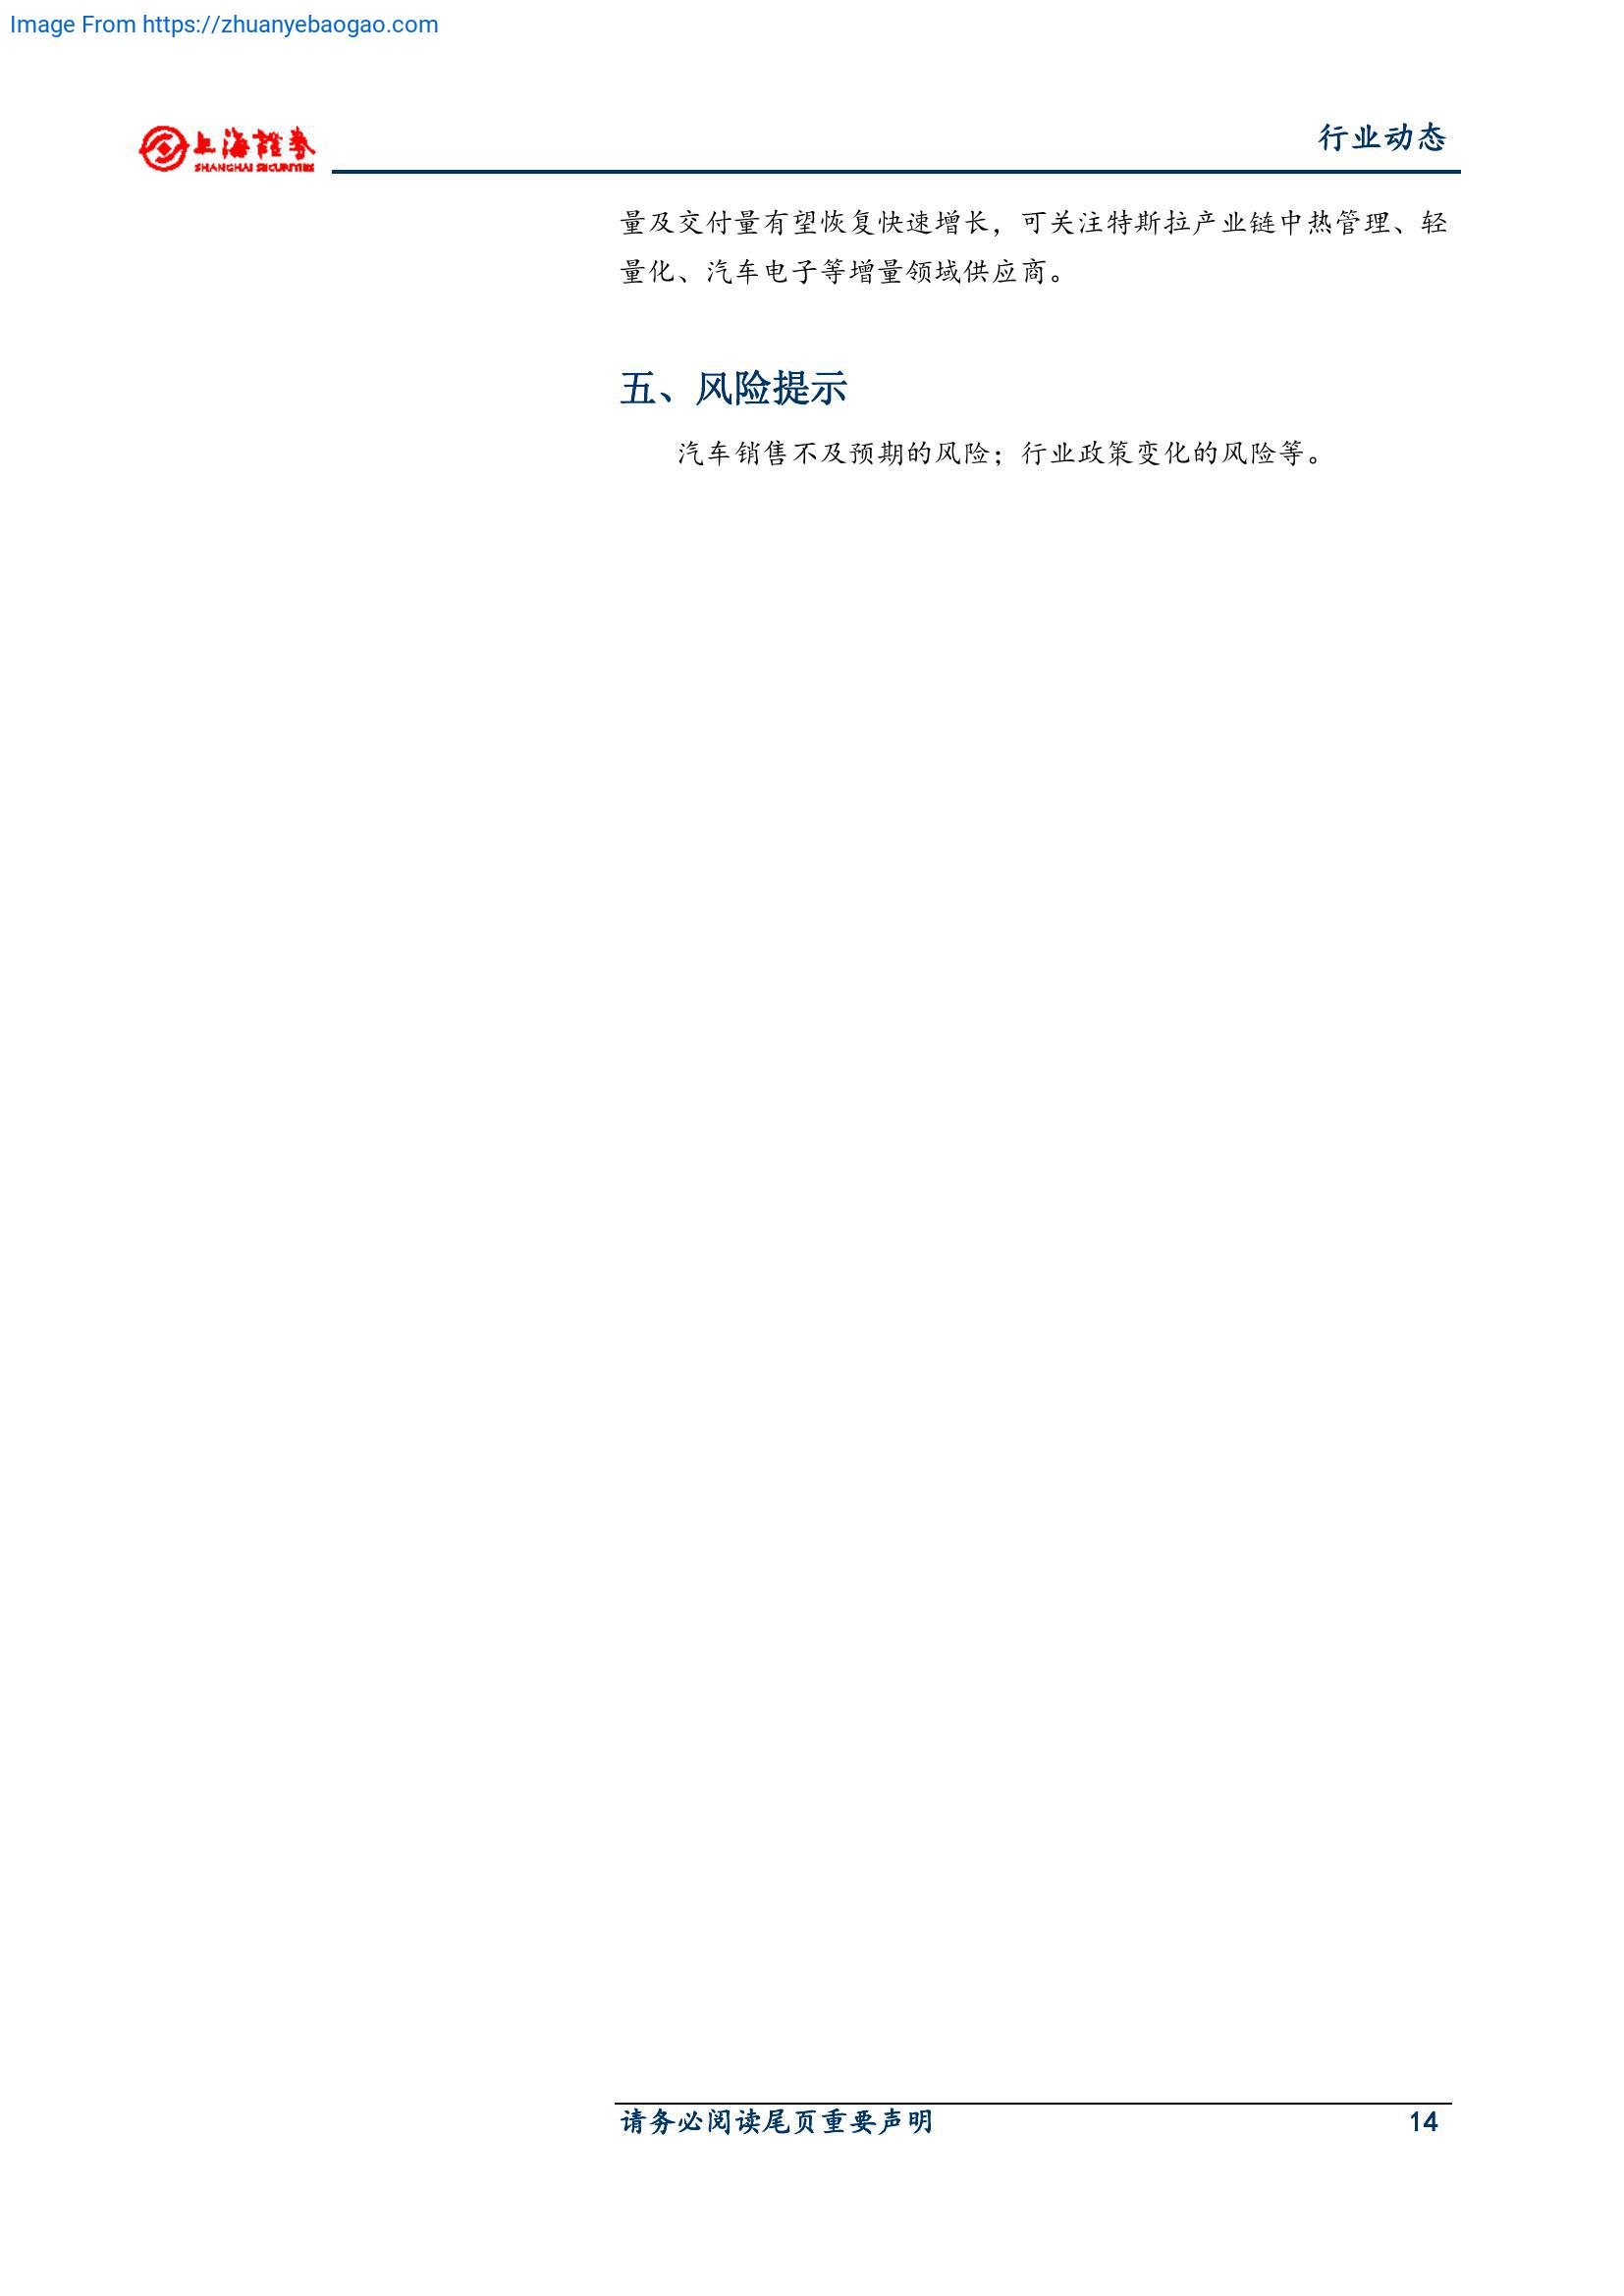 Image From https://zhuanyebaogao.com
上海證券
SHANGHAI SECURITIES
行业动态
量及交付量有望恢复快速增长，可关注特斯拉产业链中热管理、轻
量化、汽车电子等增量领域供应商。
五、风险提示
汽车销售不及预期的风险；行业政策变化的风险等。
请务必阅读尾页重要声明 14